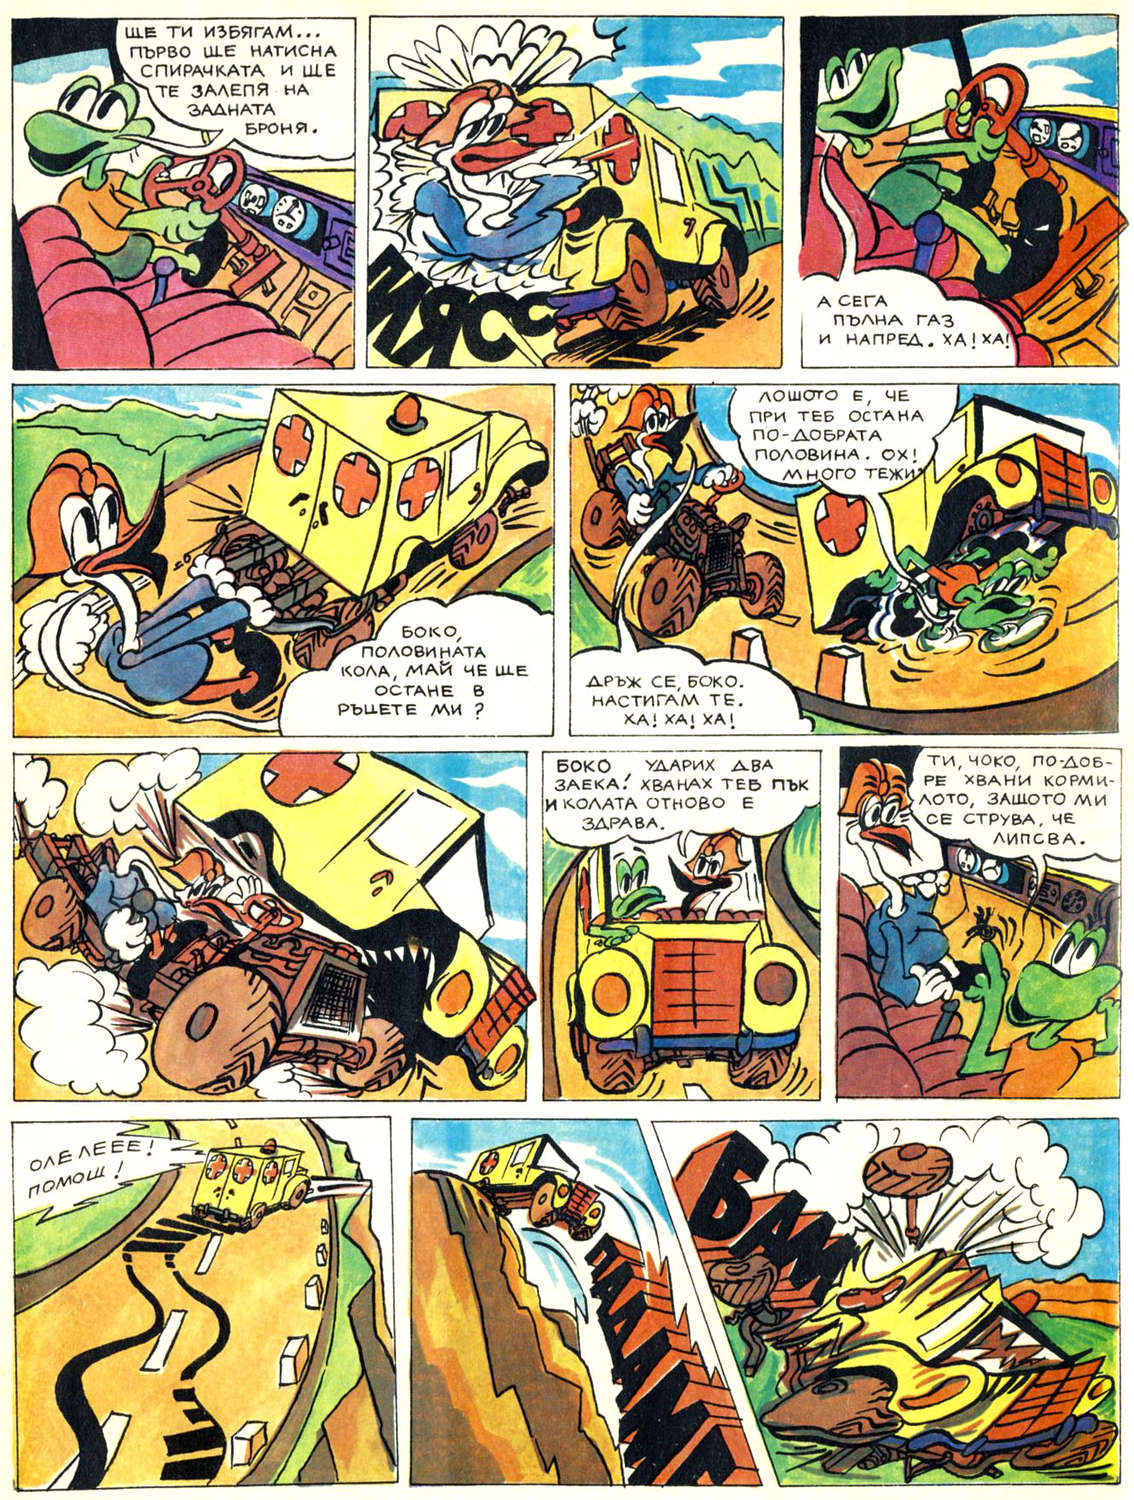 ЩЕ ТИ ИЗБЯГАМ...
ПЪРВО ЩЕ НАТИСНА
СПИРАЧКАТА И ЩЕ
ТЕ ЗАЛЕПЯ НА
ЗАДНАТА
БРОНЯ.
ПЛЯСС
7
А СЕГА
ПЪЛНА ГАЗ
И НАПРЕД. ХА! ХА!
БОКО,
ПОЛОВИНАТА
КОЛА, МАЙ ЧЕ ЩЕ
ОСТАНЕ В
РЪЦЕТЕ МИ?
ЛОШОТО Е, ЧЕ
ПРИ ТЕБ ОСТАНА
ПО-ДОБРАТА
ПОЛОВИНА. ОХ!
МНОГО ТЕЖИ
ДРЪЖ СЕ, БОКО.
НАСТИГАМ ТЕ.
ХА! ХА! ХА!
БОКО УДАРИХ ДВА
ЗАЕКА! ХВАНАХ ТЕБ ПЪК
И КОЛАТА ОТНОВО Е
ЗДРАВА.
ТИ, ЧОКО, ПО-ДОБ-
РЕ ХВАНИ КОРМИ-
ЛОТО, ЗАЩОТО МИ
СЕ СТРУВА, ЧЕ
ЛИПСВА.
ОЛЕЛЕЕЕ!
ПОМОЩ!